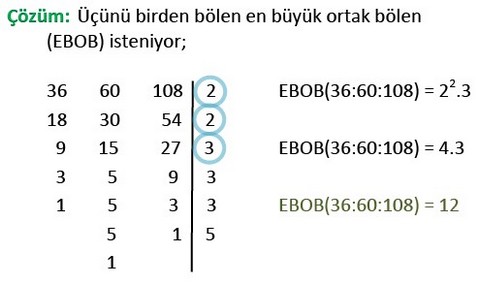 Çözüm: Üçünü birden bölen en büyük ortak bölen
(EBOB) isteniyor;
36 60 108 | 2 EBOB(36:60:108) = 2².3
18 30 54 | 2
9 15 27 | 3 EBOB(36:60:108) = 4.3
3 5 9 | 3
1 5 3 | 3 EBOB(36:60:108) = 12
5 1 | 5
1